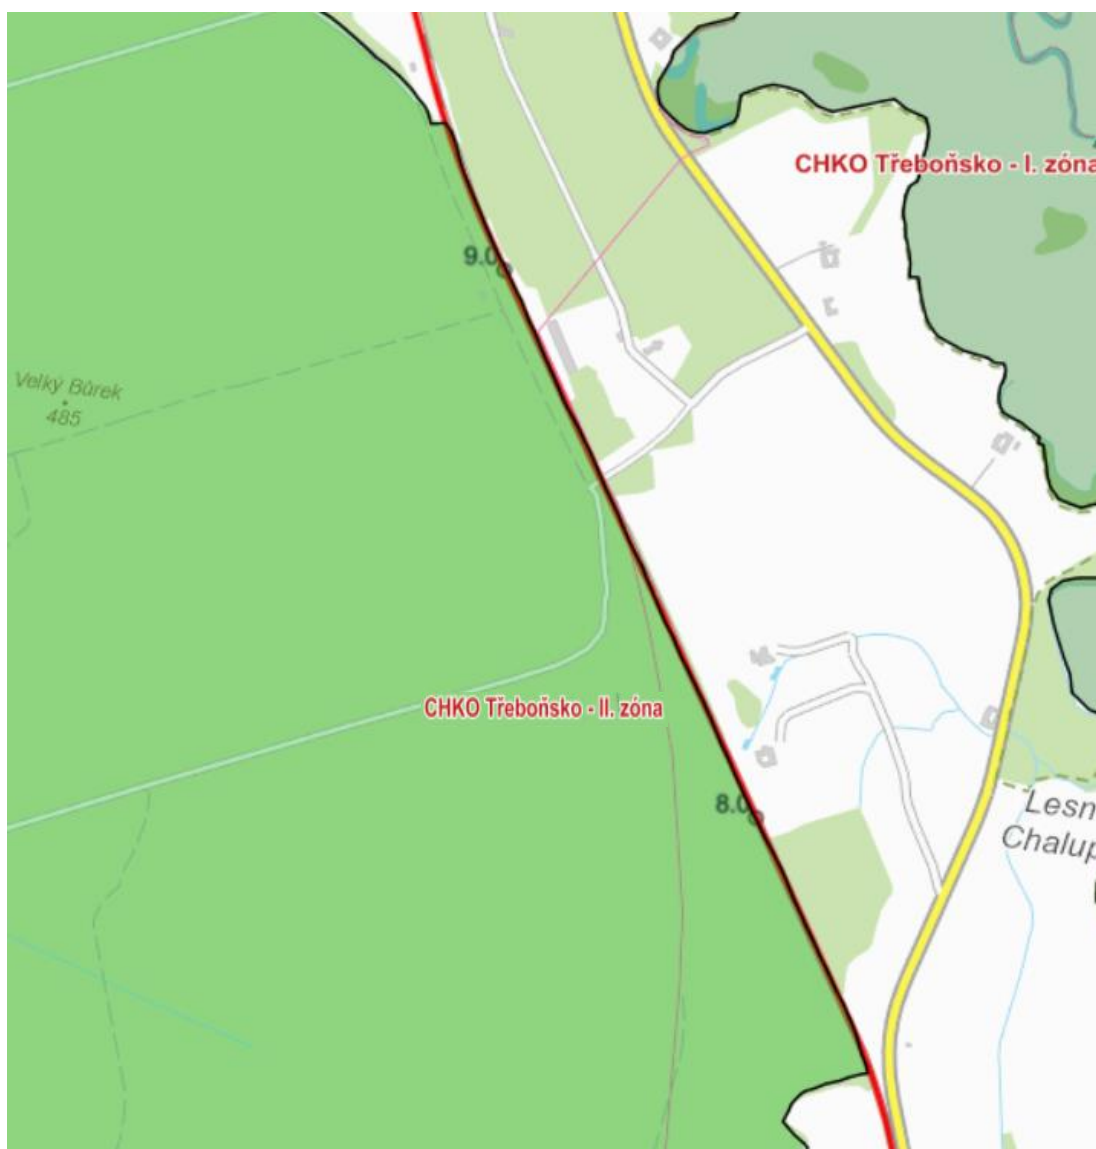 CHKO Třeboňsko - I. zóna
9.0
Velký Bůrek
485
CHKO Třeboňsko - II. zóna
8.0
Lesn
Chalup